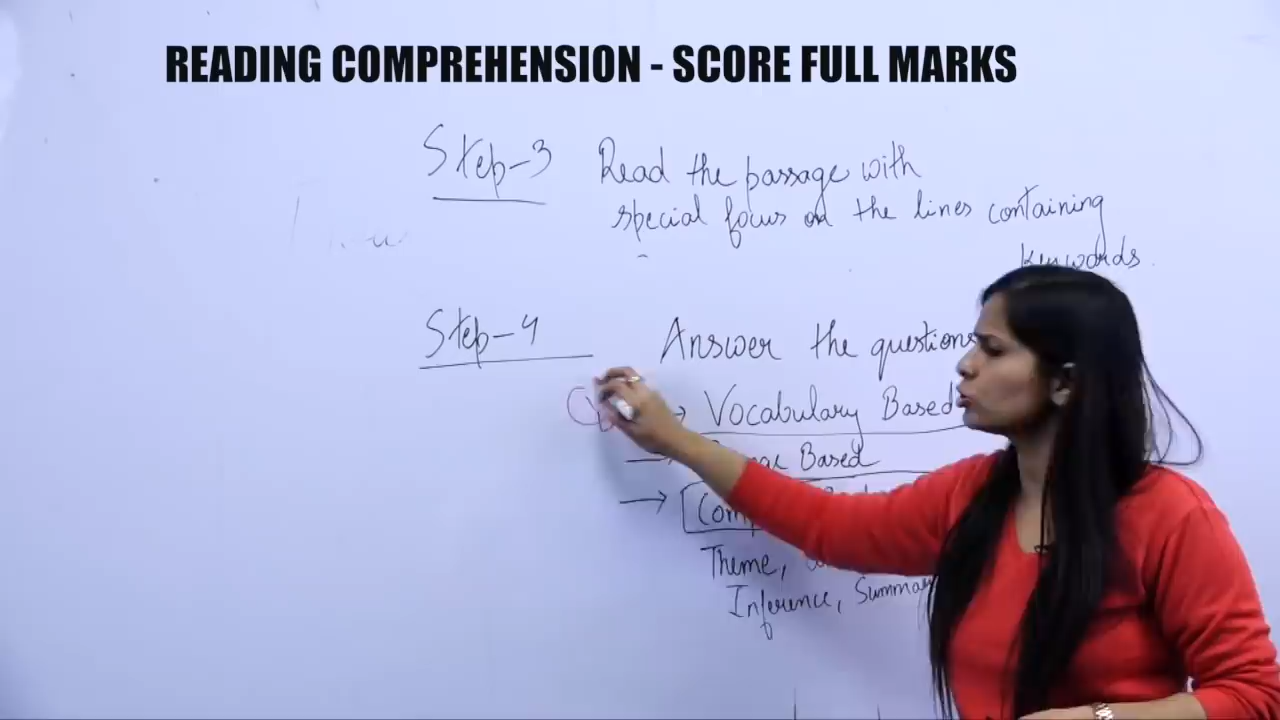 READING COMPREHENSION - SCORE FULL MARKS
Step-3 Read the passage with
special focus on the lines containing
keywords.
Step-4 Answer the questions
→ Vocabulary Based
→ Based
→
Theme,
Inference, Summar